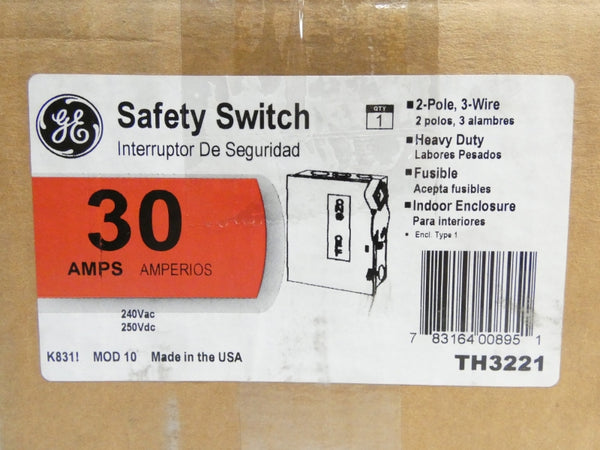 GE
Safety Switch
Interruptor De Seguridad
QTY
1
■2-Pole, 3-Wire
2 polos, 3 alambres
■Heavy Duty
Labores Pesados
■Fusible
Acepta fusibles
■Indoor Enclosure
Para interiores
• Encl. Type 1
30
AMPS AMPERIOS
ON
OFF
240Vac
250Vdc
K831! MOD 10 Made in the USA
7 83164 00895 1
TH3221